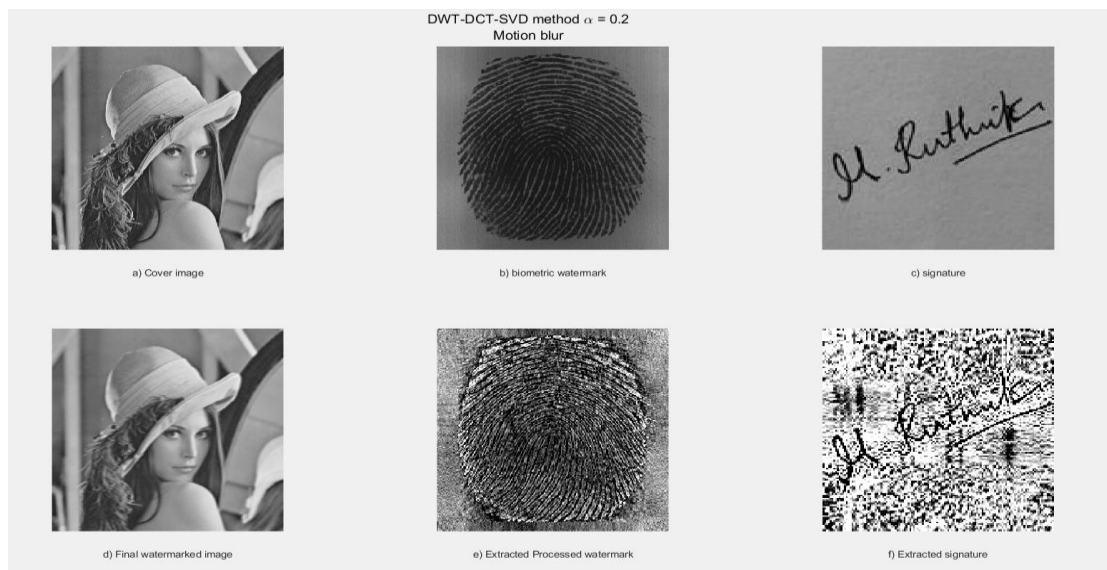 DWT-DCT-SVD method α = 0.2
Motion blur
M. Ruthvik
a) Cover image
b) biometric watermark
c) signature
d) Final watermarked image
e) Extracted Processed watermark
f) Extracted signature